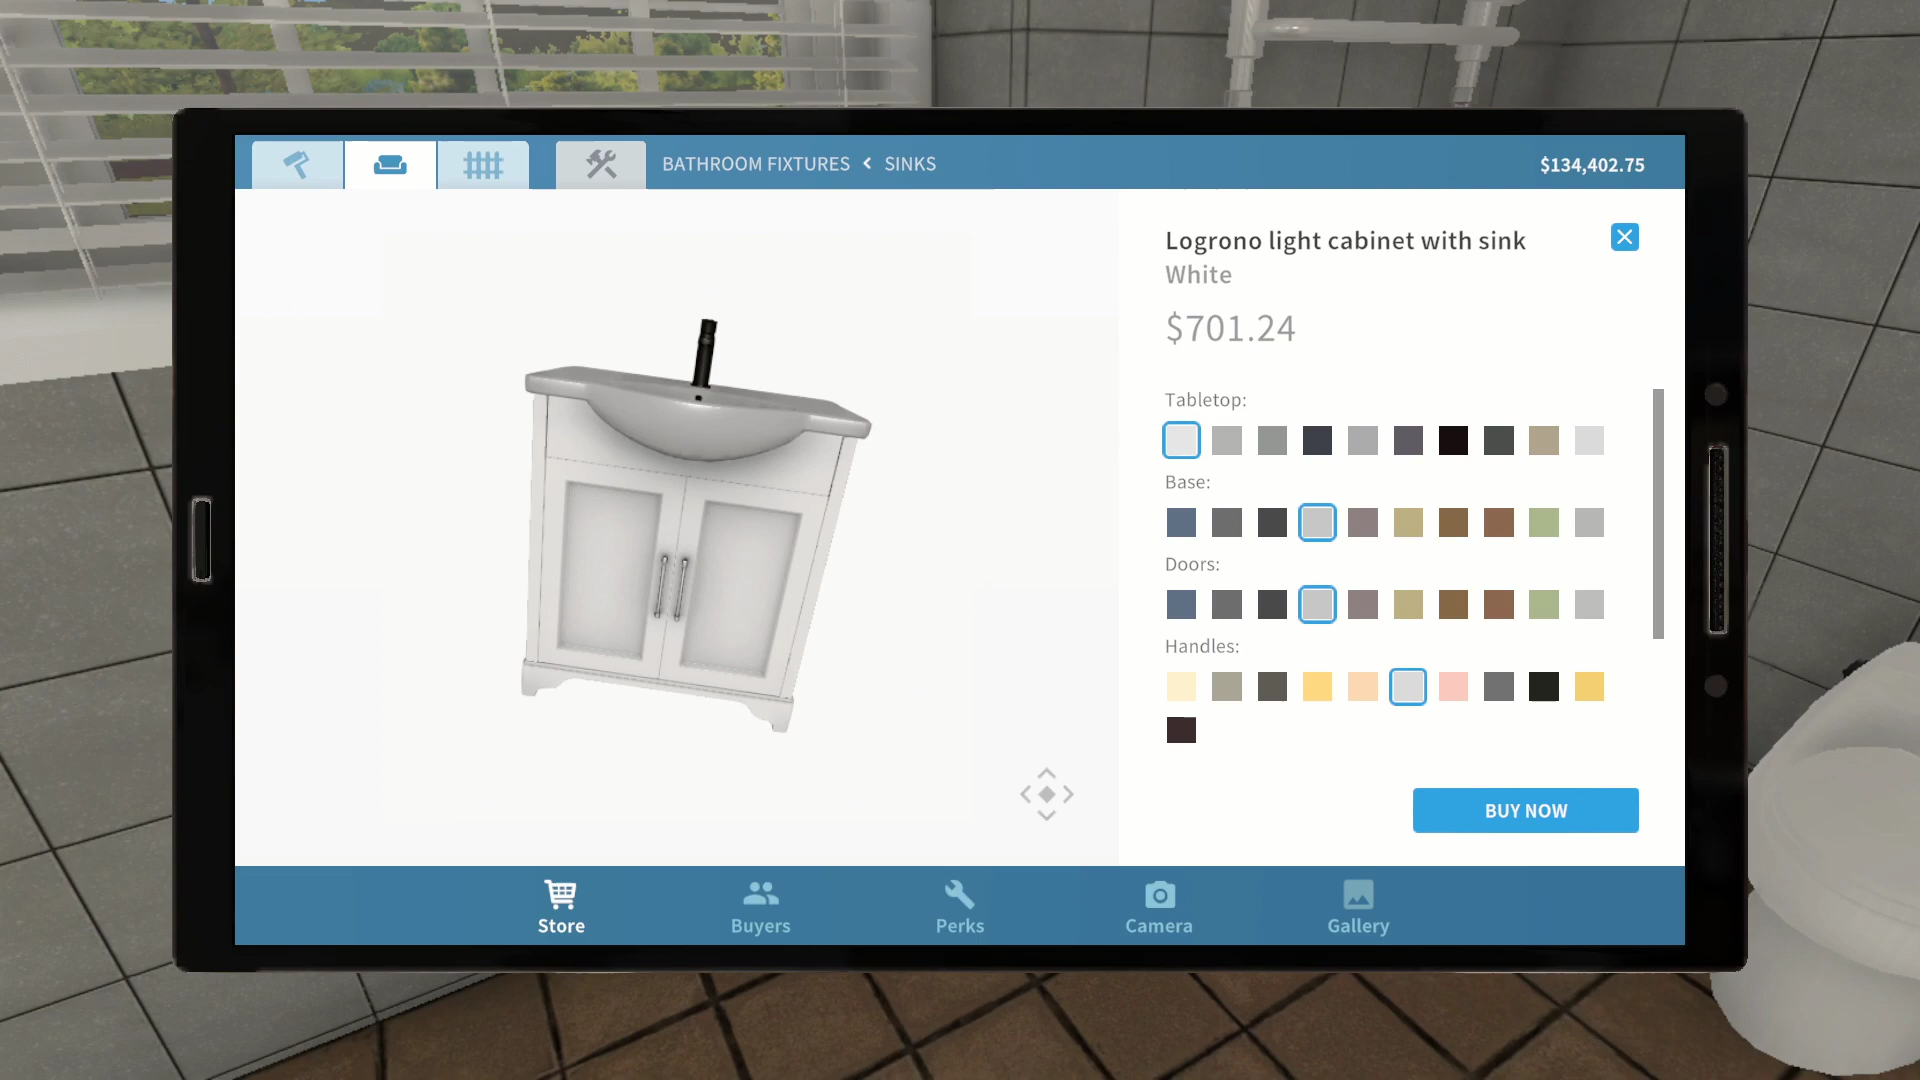 BATHROOM FIXTURES < SINKS
$134,402.75
Logrono light cabinet with sink
White
$701.24
Tabletop:
Base:
Doors:
Handles:
BUY NOW
Store
Buyers
Perks
Camera
Gallery